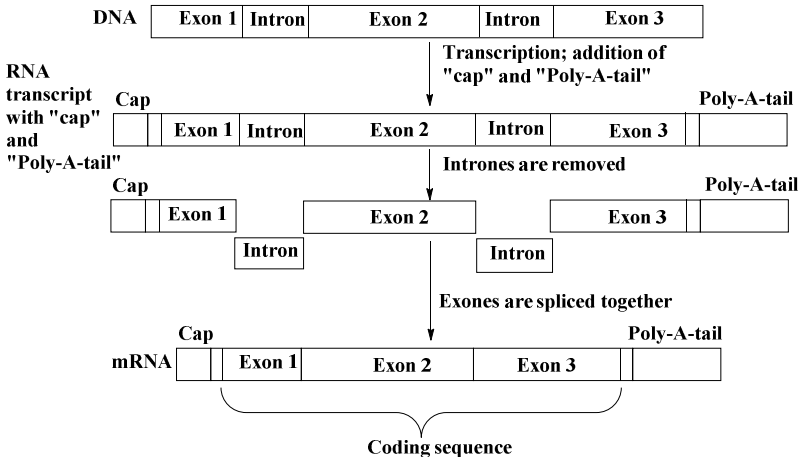 DNA
Exon 1 Intron Exon 2 Intron Exon 3
Transcription; addition of
"cap" and "Poly-A-tail"
RNA
transcript
with "cap"
and
"Poly-A-tail"
Cap
Poly-A-tail
Exon 1 Intron Exon 2 Intron Exon 3
Intrones are removed
Cap
Poly-A-tail
Exon 1 Exon 2 Exon 3
Intron Intron
Exones are spliced together
Cap
Poly-A-tail
mRNA
Exon 1 Exon 2 Exon 3
Coding sequence